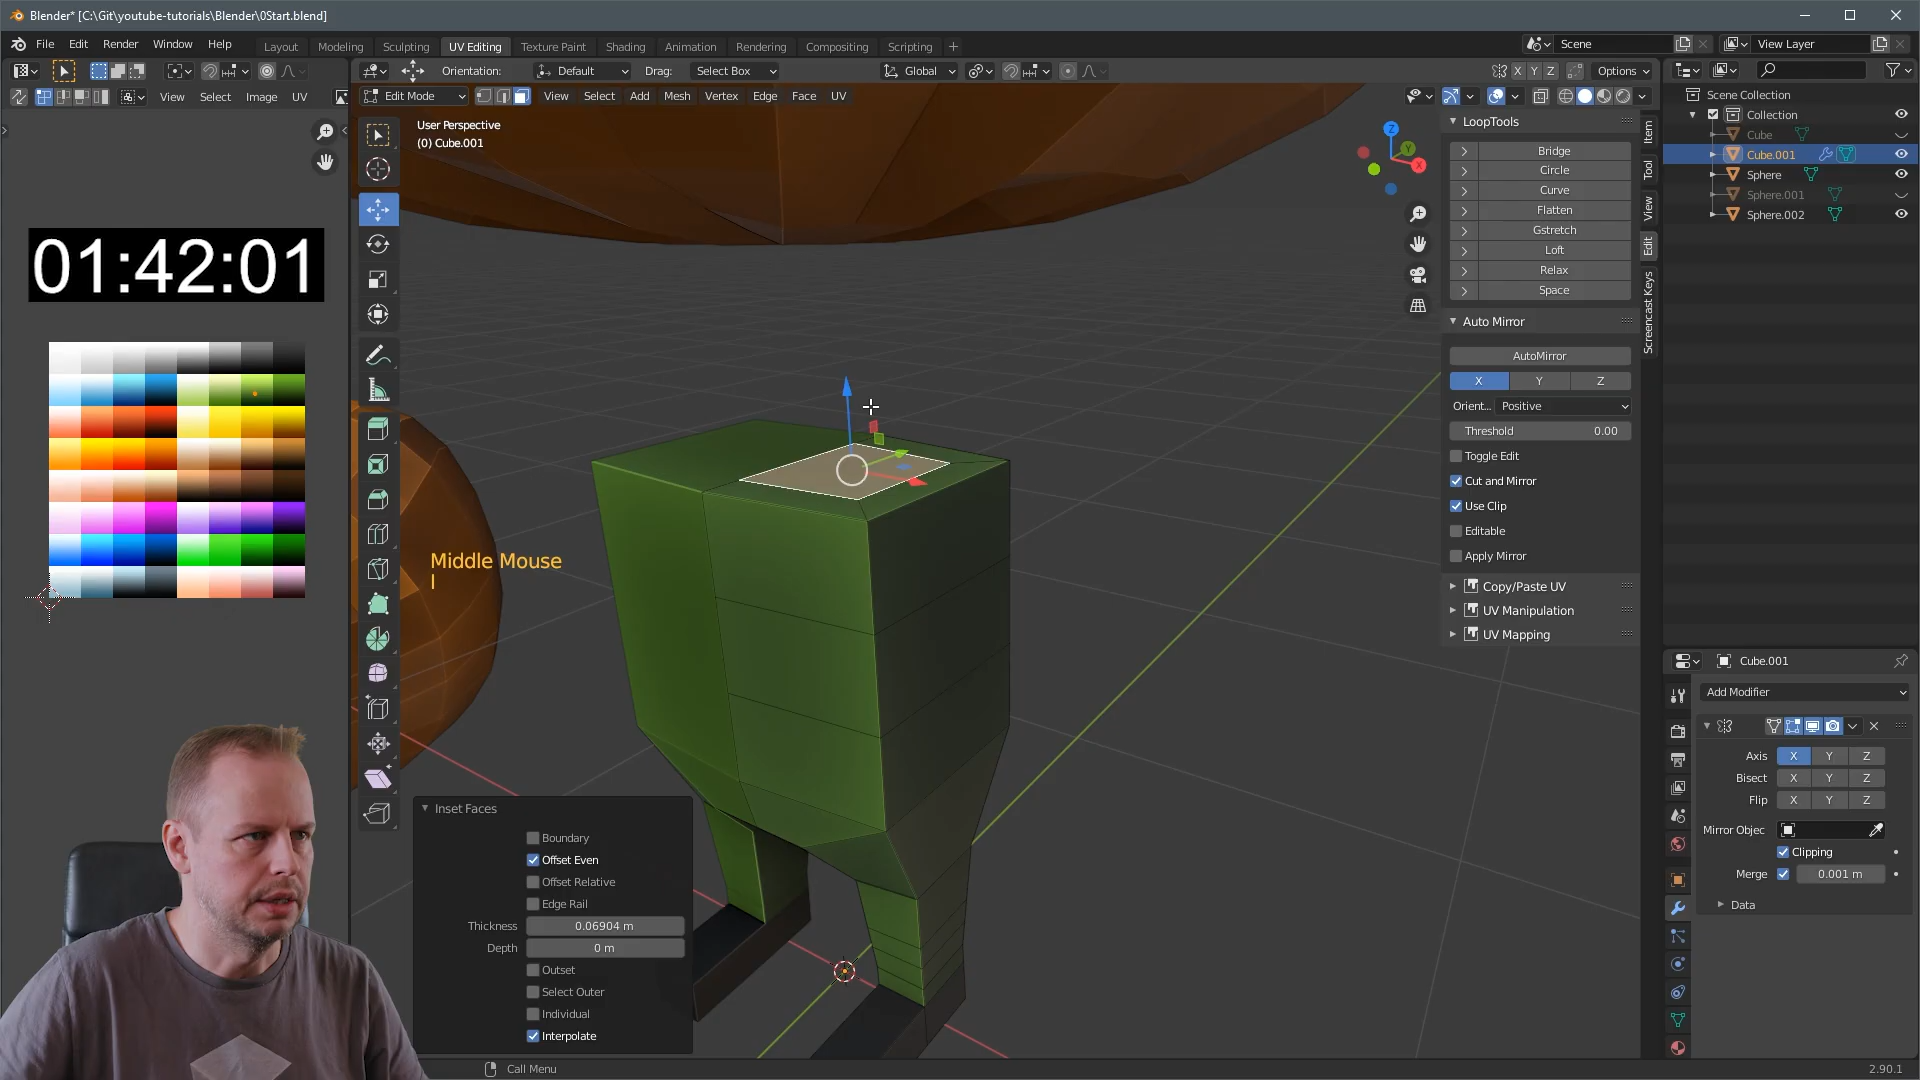 Blender* [C:\Git\youtube-tutorials\Blender\0Start.blend]
File Edit Render Window Help
Layout Modeling Sculpting UV Editing Texture Paint Shading Animation Rendering Compositing Scripting +
Scene
View Layer
Orientation: Default Drag: Select Box
Global
X Y Z Options
View Select Image UV
Edit Mode View Select Add Mesh Vertex Edge Face UV
User Perspective
(0) Cube.001
01:42:01
Middle Mouse
I
Z
Y
X
LoopTools
Bridge
Circle
Curve
Flatten
Gstretch
Loft
Relax
Space
Auto Mirror
AutoMirror
X Y Z
Orient... Positive
Threshold 0.00
Toggle Edit
Cut and Mirror
Use Clip
Editable
Apply Mirror
Copy/Paste UV
UV Manipulation
UV Mapping
Item
Tool
View
Edit
Screencast Keys
Scene Collection
Collection
Cube
Cube.001
Sphere
Sphere.001
Sphere.002
Cube.001
Add Modifier
Axis X Y Z
Bisect X Y Z
Flip X Y Z
Mirror Objec
Clipping
Merge 0.001 m
Data
Inset Faces
Boundary
Offset Even
Offset Relative
Edge Rail
Thickness 0.06904 m
Depth 0 m
Outset
Select Outer
Individual
Interpolate
Call Menu
2.90.1